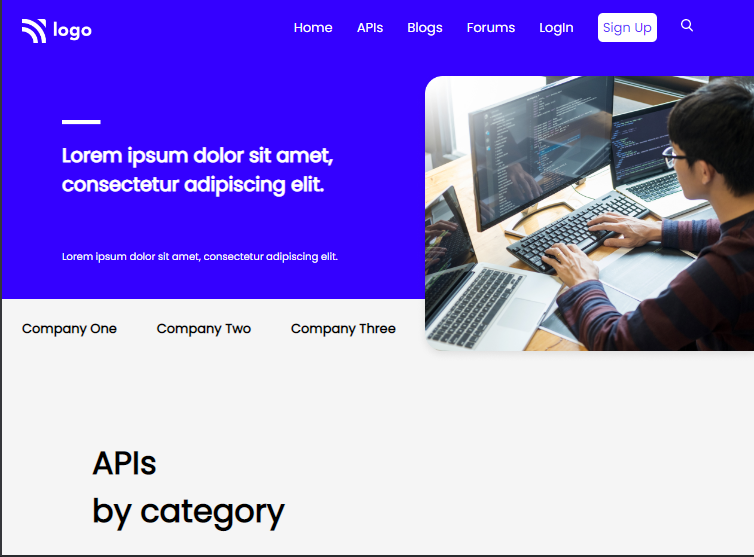 logo
Home APIs Blogs Forums LogIn Sign Up
Lorem ipsum dolor sit amet,
consectetur adipiscing elit.
Lorem ipsum dolor sit amet, consectetur adipiscing elit.
Company One Company Two Company Three
APIs
by category